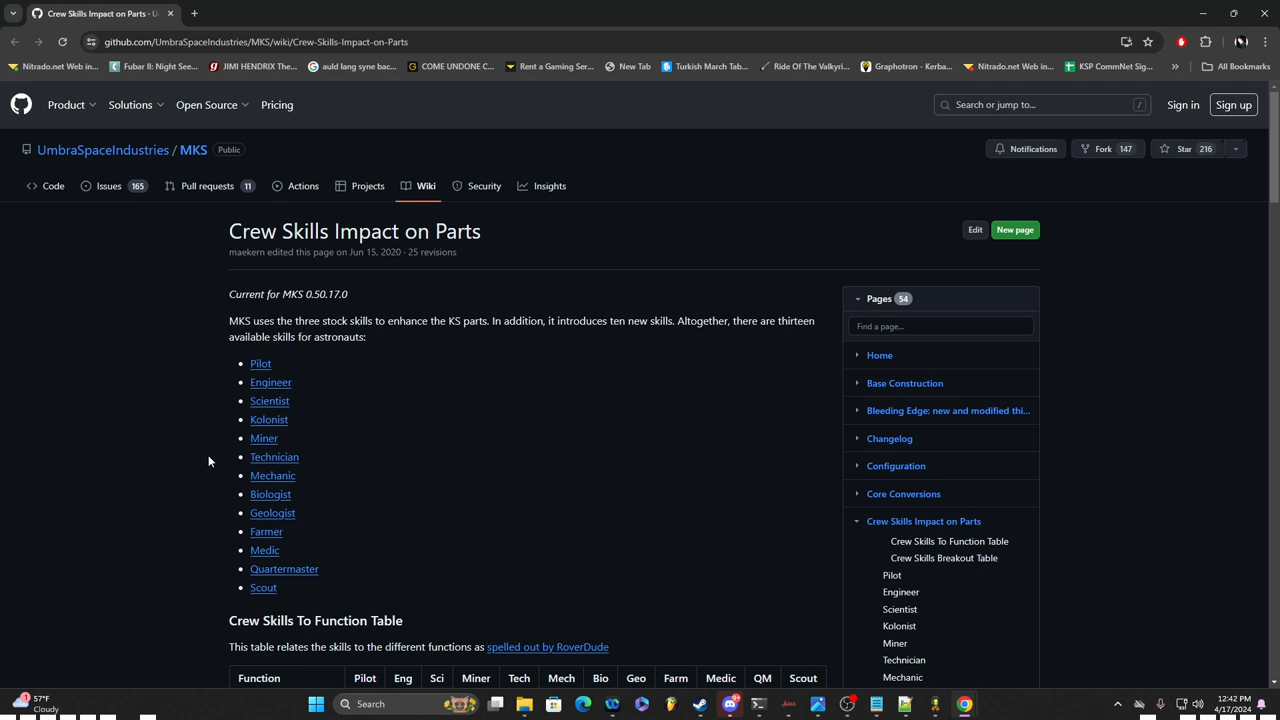 Crew Skills Impact on Parts · U
github.com/UmbraSpaceIndustries/MKS/wiki/Crew-Skills-Impact-on-Parts
Nitrado.net Web in... Fubar II: Night See... JIMI HENDRIX The... auld lang syne bac... COME UNDONE C... Rent a Gaming Ser... New Tab Turkish March Tab... Ride Of The Valkyri... Graphotron - Kerba... Nitrado.net Web in... KSP CommNet Sig... » All Bookmarks
Product Solutions Open Source Pricing Search or jump to... / Sign in Sign up
UmbraSpaceIndustries / MKS Public Notifications Fork 147 Star 216
Code Issues 165 Pull requests 11 Actions Projects Wiki Security Insights
Crew Skills Impact on Parts Edit New page
maekern edited this page on Jun 15, 2020 · 25 revisions
Current for MKS 0.50.17.0
MKS uses the three stock skills to enhance the KS parts. In addition, it introduces ten new skills. Altogether, there are thirteen
available skills for astronauts:
• Pilot
• Engineer
• Scientist
• Kolonist
• Miner
• Technician
• Mechanic
• Biologist
• Geologist
• Farmer
• Medic
• Quartermaster
• Scout
Crew Skills To Function Table
This table relates the skills to the different functions as spelled out by RoverDude
Function Pilot Eng Sci Miner Tech Mech Bio Geo Farm Medic QM Scout
Pages 54
Find a page...
Home
Base Construction
Bleeding Edge: new and modified thi...
Changelog
Configuration
Core Conversions
Crew Skills Impact on Parts
Crew Skills To Function Table
Crew Skills Breakout Table
Pilot
Engineer
Scientist
Kolonist
Miner
Technician
Mechanic
1 57°F
Cloudy
Search
12:42 PM
4/17/2024